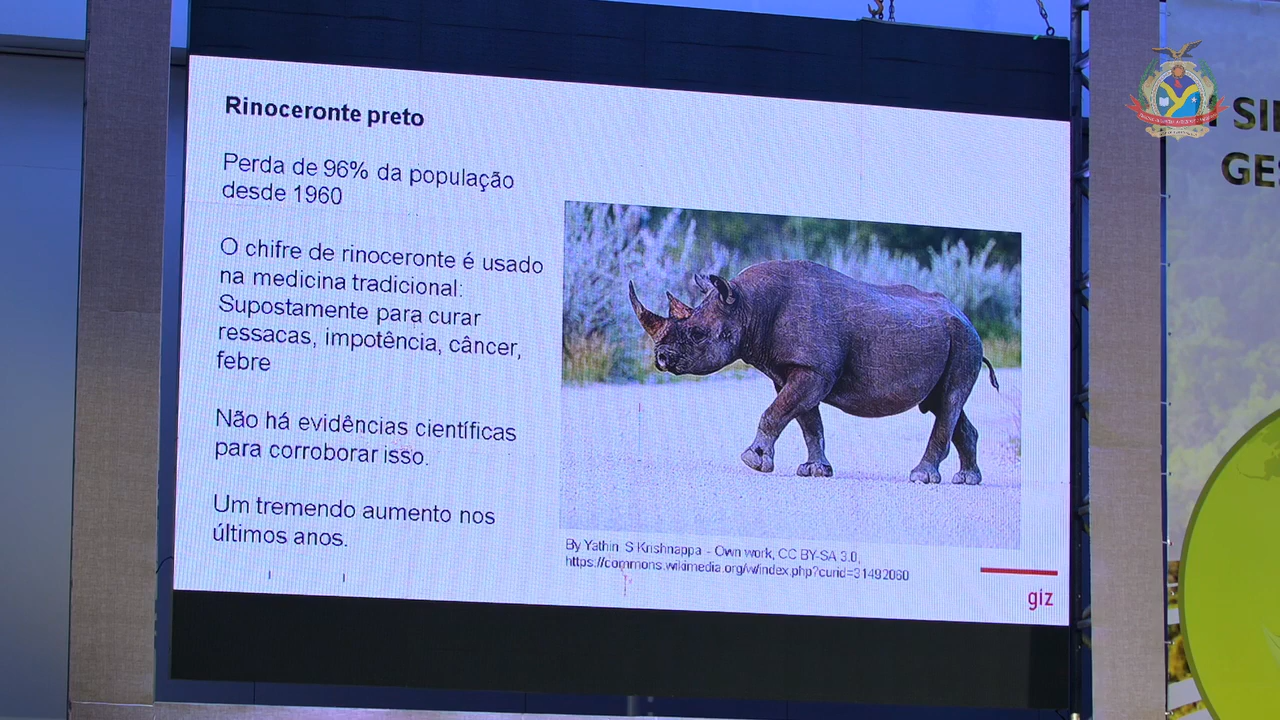 Rinoceronte preto
Perda de 96% da população
desde 1960
O chifre de rinoceronte é usado
na medicina tradicional:
Supostamente para curar
ressacas, impotência, câncer,
febre
Não há evidências científicas
para corroborar isso.
Um tremendo aumento nos
últimos anos.
By Yathin S Krishnappa - Own work, CC BY-SA 3.0,
https://commons.wikimedia.org/w/index.php?curid=31492060
giz